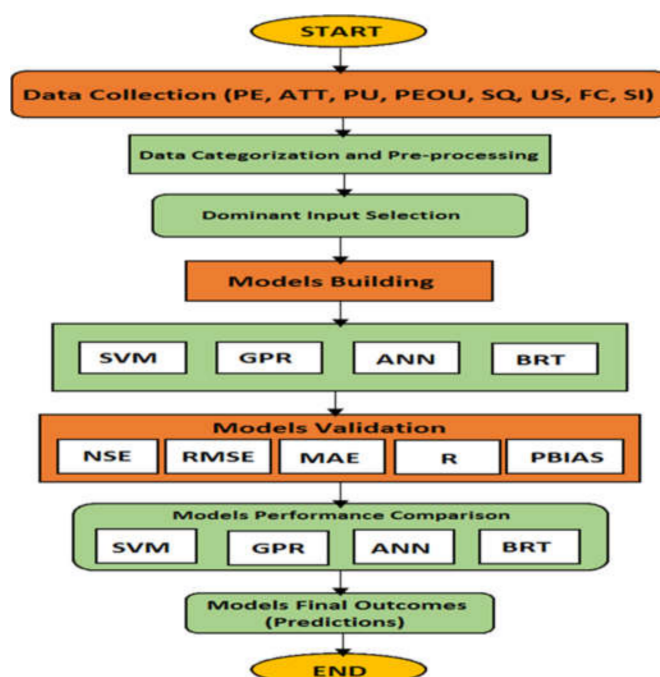 START
Data Collection (PE, ATT, PU, PEOU, SQ, US, FC, SI)
Data Categorization and Pre-processing
Dominant Input Selection
Models Building
SVM GPR ANN BRT
Models Validation
NSE RMSE MAE R PBIAS
Models Performance Comparison
SVM GPR ANN BRT
Models Final Outcomes
(Predictions)
END